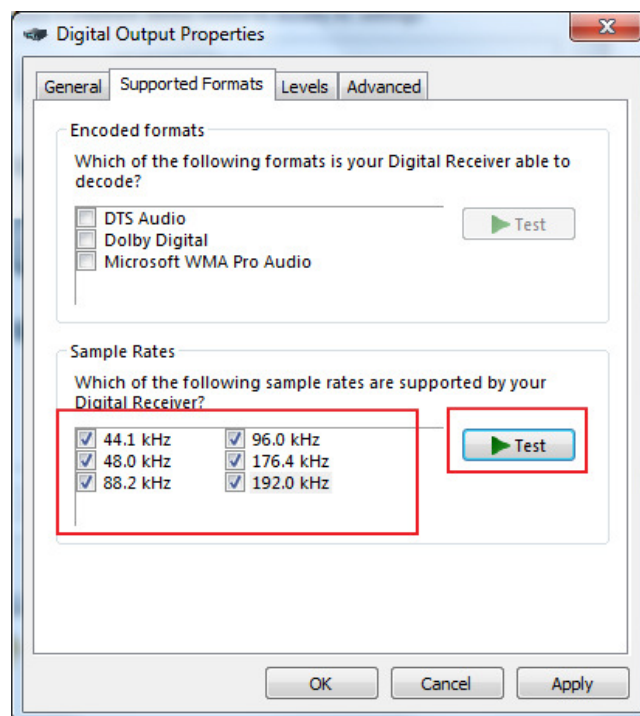 Digital Output Properties
General Supported Formats Levels Advanced
Encoded formats
Which of the following formats is your Digital Receiver able to
decode?
DTS Audio
Dolby Digital
Microsoft WMA Pro Audio
Test
Sample Rates
Which of the following sample rates are supported by your
Digital Receiver?
44.1 kHz 96.0 kHz
48.0 kHz 176.4 kHz
88.2 kHz 192.0 kHz
Test
OK Cancel Apply